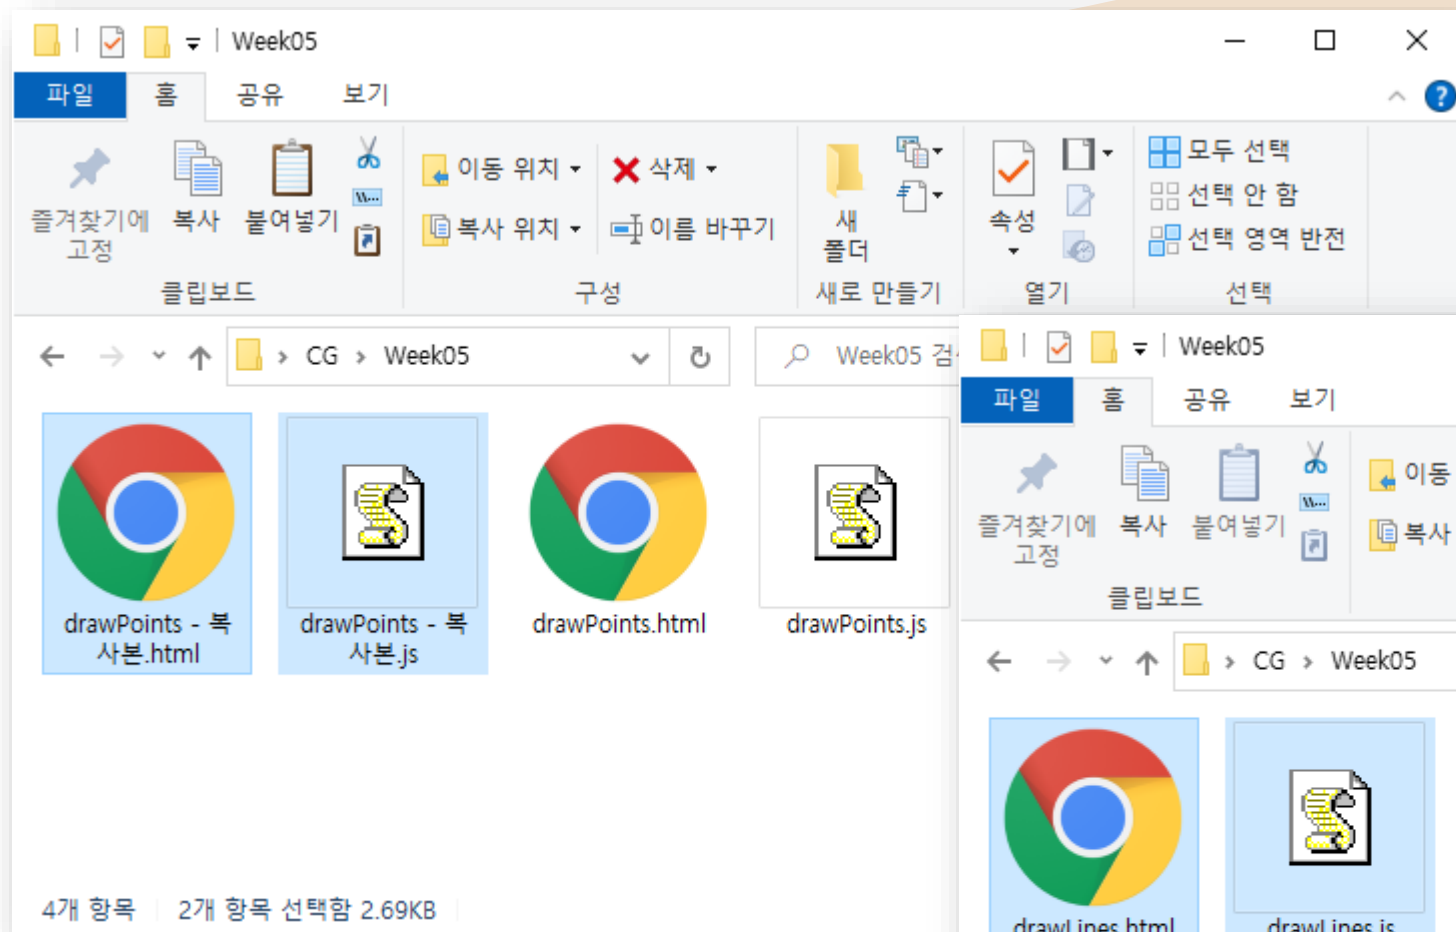 Week05
파일 홈 공유 보기
즐겨찾기에
고정
복사
붙여넣기
클립보드
이동 위치
복사 위치
삭제
이름 바꾸기
구성
새
폴더
새로 만들기
속성
열기
모두 선택
선택 안 함
선택 영역 반전
선택
CG > Week05
Week05 검
drawPoints - 복
사본.html
drawPoints - 복
사본.js
drawPoints.html
drawPoints.js
4개 항목
2개 항목 선택함 2.69KB
Week05
파일 홈 공유 보기
즐겨찾기에
고정
복사
붙여넣기
클립보드
이동
복사
CG > Week05
drawLines.html
drawLines.js